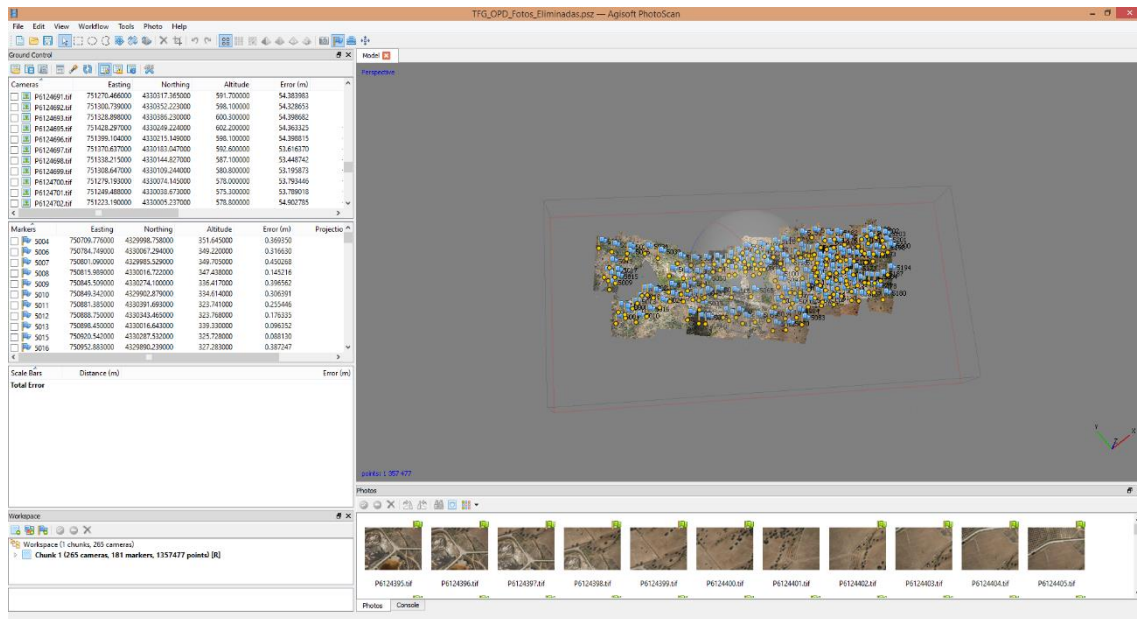 TFG_OPD_Fotos_Eliminadas.psz — Agisoft PhotoScan
File Edit View Workflow Tools Photo Help
Ground Control
Cameras Easting Northing Altitude Error (m)
P6124691.tif 751270.466000 4330317.365000 591.700000 54.383983
P6124692.tif 751300.739000 4330352.223000 598.100000 54.328653
P6124693.tif 751328.898000 4330386.230000 600.300000 54.398682
P6124695.tif 751428.297000 4330249.224000 602.200000 54.363325
P6124696.tif 751399.104000 4330215.149000 598.100000 54.398815
P6124697.tif 751370.637000 4330183.047000 592.600000 53.616370
P6124698.tif 751338.215000 4330144.827000 587.100000 53.448742
P6124699.tif 751308.647000 4330109.244000 580.800000 53.195873
P6124700.tif 751279.193000 4330074.145000 578.000000 53.793446
P6124701.tif 751249.488000 4330038.673000 575.300000 53.789018
P6124702.tif 751223.190000 4330005.237000 578.800000 54.902785
Markers Easting Northing Altitude Error (m) Projectio
5004 750709.776000 4329998.758000 351.645000 0.369350
5006 750784.749000 4330067.294000 349.220000 0.316630
5007 750801.090000 4329985.529000 349.705000 0.450268
5008 750815.989000 4330016.722000 347.438000 0.145216
5009 750845.509000 4330274.100000 336.417000 0.396562
5010 750849.342000 4329902.879000 334.614000 0.306391
5011 750881.385000 4330391.693000 323.741000 0.255446
5012 750888.750000 4330343.465000 323.768000 0.176335
5013 750898.450000 4330016.643000 339.330000 0.096352
5015 750920.542000 4330287.532000 325.728000 0.088130
5016 750952.883000 4329890.239000 327.283000 0.387247
Scale Bars Distance (m) Error (m)
Total Error
Workspace
Workspace (1 chunks, 265 cameras)
Chunk 1 (265 cameras, 181 markers, 1357477 points) [R]
Model
Perspective
5194
5009
5160
Y
X
Z
points: 1 357 477
Photos
P6124395.tif P6124396.tif P6124397.tif P6124398.tif P6124399.tif P6124400.tif P6124401.tif P6124402.tif P6124403.tif P6124404.tif P6124405.tif
Photos Console